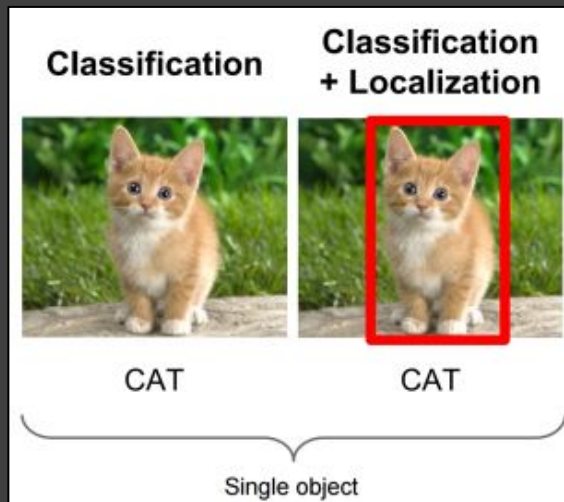 Classification
Classification
+ Localization
CAT
CAT
Single object